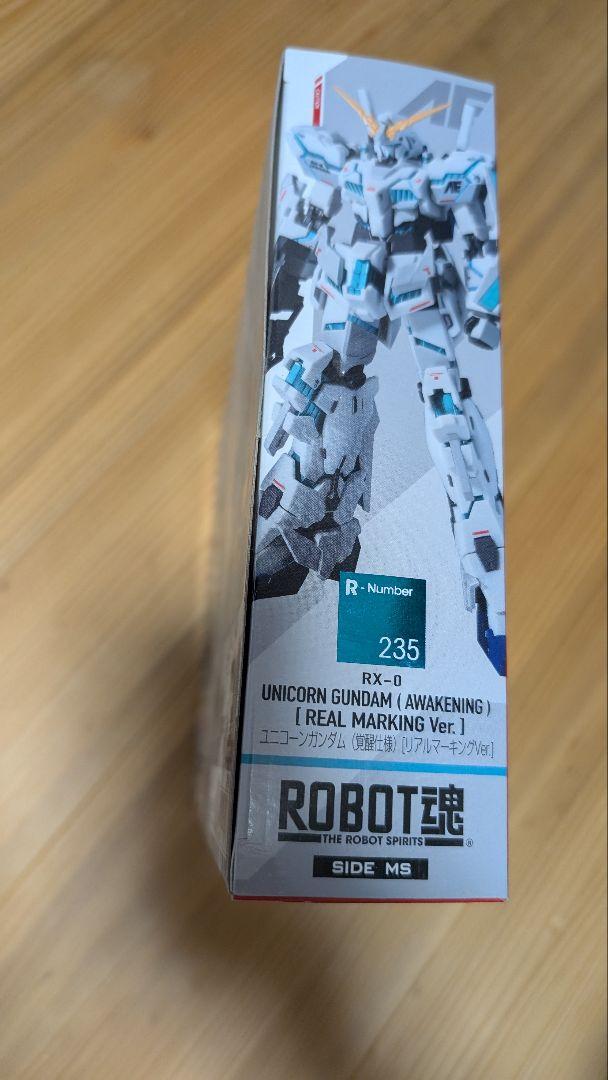 AE
AE
R - Number
235
RX-0
UNICORN GUNDAM ( AWAKENING )
[ REAL MARKING Ver. ]
ユニコーンガンダム（覚醒仕様）[リアルマーキングVer.]
ROBOT魂
THE ROBOT SPIRITS ®
SIDE MS